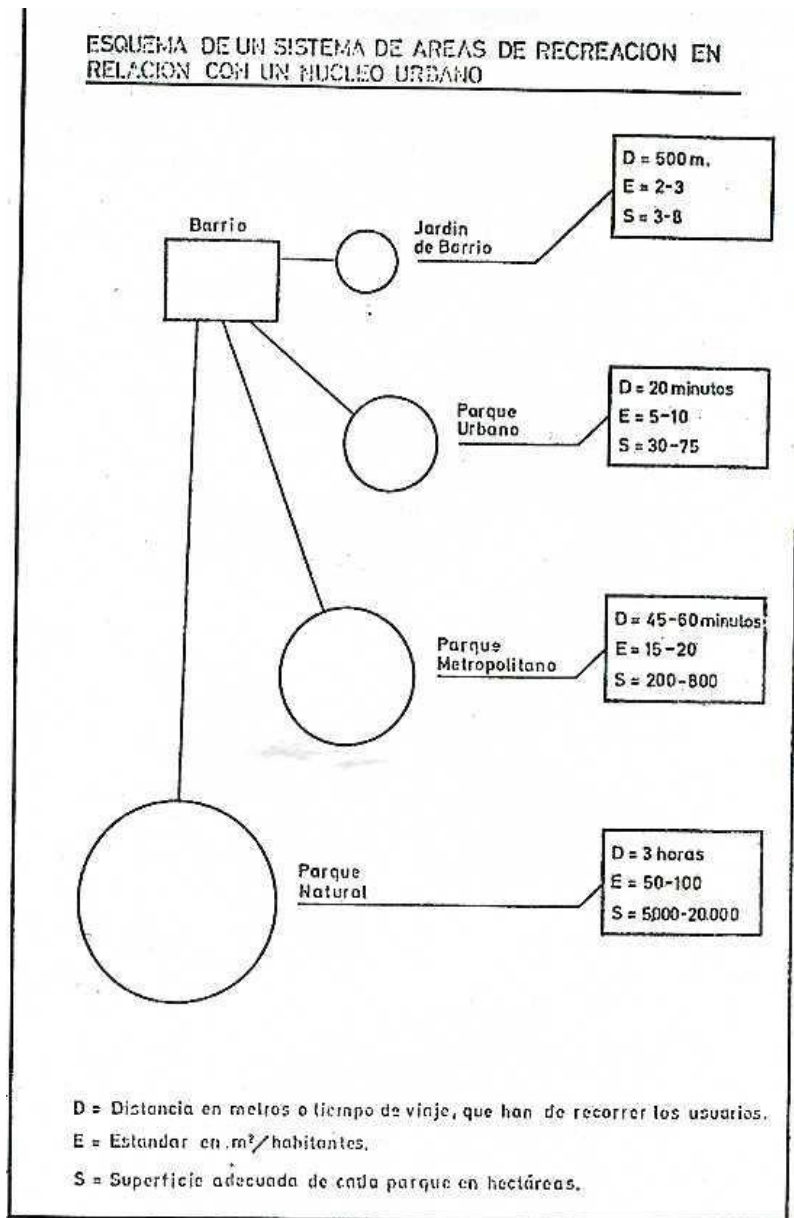 ESQUEMA DE UN SISTEMA DE AREAS DE RECREACION EN
RELACION CON UN NUCLEO URBANO
D = 500 m.
E = 2-3
S = 3-8
Barrio
Jardin
de Barrio
D = 20 minutos
E = 5-10
S = 30-75
Parque
Urbano
D = 45-60 minutos
E = 15-20
S = 200-800
Parque
Metropolitano
D = 3 horas
E = 50-100
S = 5.000-20.000
Parque
Natural
D = Distancia en metros o tiempo de viaje, que han de recorrer los usuarios.
E = Estandar en m²/habitantes.
S = Superficie adecuada de cada parque en hectáreas.